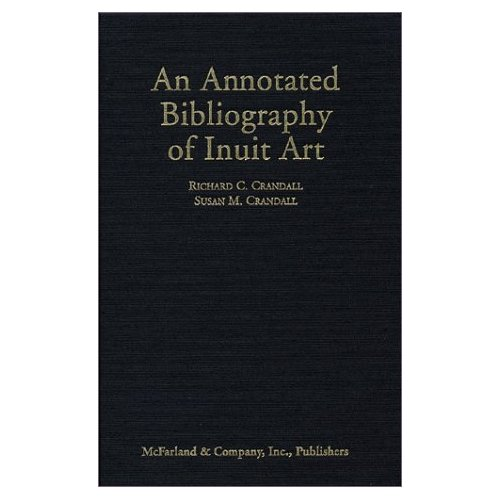 An Annotated
Bibliography
of Inuit Art
Richard C. Crandall
Susan M. Crandall
McFarland & Company, Inc., Publishers